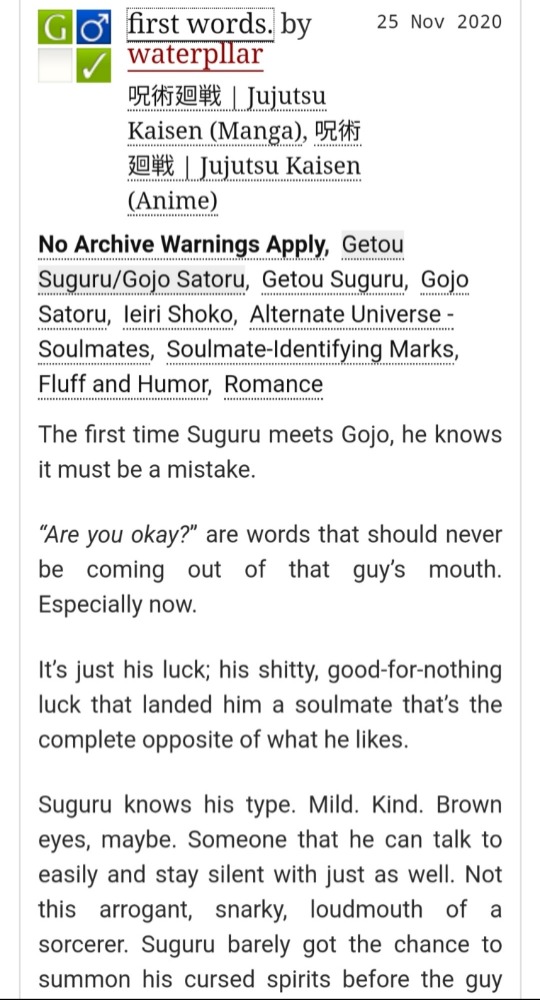 G
first words. by
25 Nov 2020
waterpllar
呪術廻戦 | Jujutsu
Kaisen (Manga), 呪術
廻戦 | Jujutsu Kaisen
(Anime)
No Archive Warnings Apply, Getou
Suguru/Gojo Satoru, Getou Suguru, Gojo
Satoru, Ieiri Shoko, Alternate Universe -
Soulmates, Soulmate-Identifying Marks,
Fluff and Humor, Romance
The first time Suguru meets Gojo, he knows
it must be a mistake.
“Are you okay?” are words that should never
be coming out of that guy’s mouth.
Especially now.
It’s just his luck; his shitty, good-for-nothing
luck that landed him a soulmate that’s the
complete opposite of what he likes.
Suguru knows his type. Mild. Kind. Brown
eyes, maybe. Someone that he can talk to
easily and stay silent with just as well. Not
this arrogant, snarky, loudmouth of a
sorcerer. Suguru barely got the chance to
summon his cursed spirits before the guy